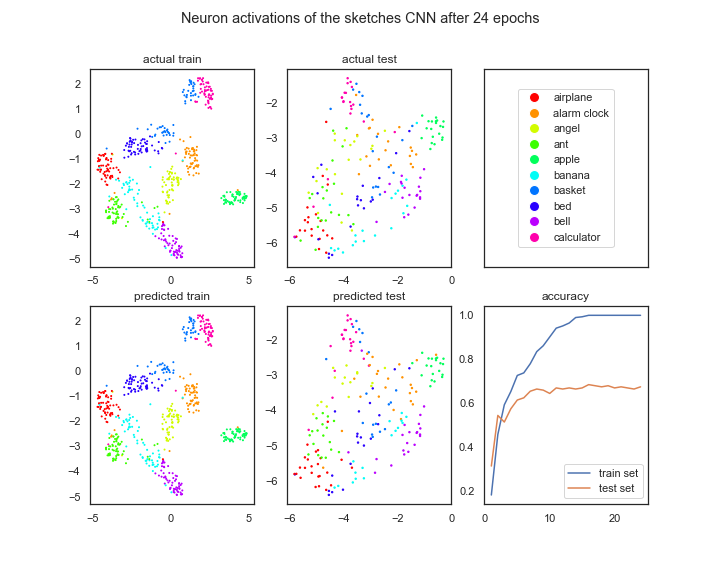 Neuron activations of the sketches CNN after 24 epochs
actual train
2
1
0
−1
−2
−3
−4
−5
−5 0 5
actual test
−2
−3
−4
−5
−6
−6 −4 −2 0
airplane
alarm clock
angel
ant
apple
banana
basket
bed
bell
calculator
predicted train
2
1
0
−1
−2
−3
−4
−5
−5 0 5
predicted test
−2
−3
−4
−5
−6
−6 −4 −2 0
accuracy
1.0
0.8
0.6
0.4
0.2
train set
test set
0 10 20